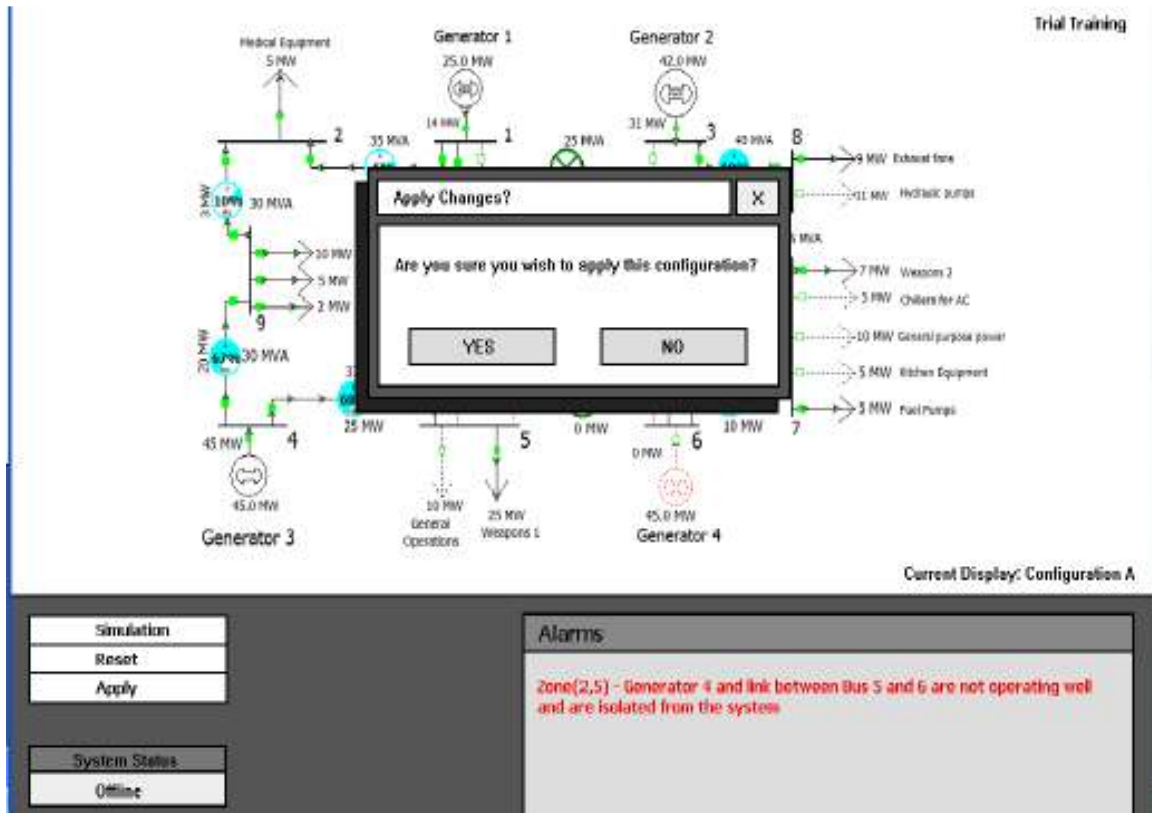 Trial Training
Generator 1
25.0 MW
Generator 2
42.0 MW
Medical Equipment
5 MW
14 MW
1
31 MW
3
2
35 MVA
25 MVA
40 MVA
8
9 MW Exhaust fans
11 MW Hydraulic pumps
3 MW
30 MVA
Apply Changes?
X
Are you sure you wish to apply this configuration?
YES
NO
MVA
10 MW
5 MW
2 MW
9
7 MW Weapons 2
5 MW Chillers for AC
10 MW General purpose power
5 MW Kitchen Equipment
5 MW Fuel Pumps
7
20 MW
30 MVA
25 MW
45 MW
4
5
0 MW
6
10 MW
0 MW
45.0 MW
Generator 3
10 MW
General
Operations
25 MW
Weapons 1
45.0 MW
Generator 4
Current Display: Configuration A
Simulation
Reset
Apply
System Status
Offline
Alarms
Zone(2,5) - Generator 4 and link between Bus 5 and 6 are not operating well
and are isolated from the system